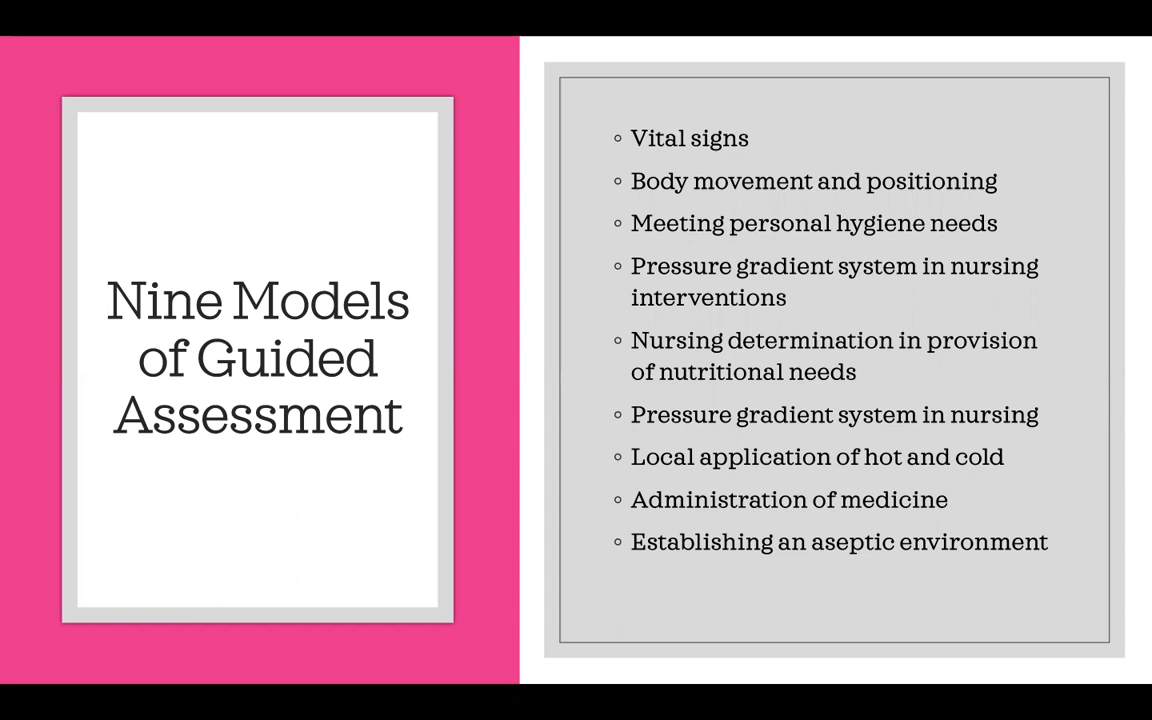 Nine Models
of Guided
Assessment
◦ Vital signs
◦ Body movement and positioning
◦ Meeting personal hygiene needs
◦ Pressure gradient system in nursing
interventions
◦ Nursing determination in provision
of nutritional needs
◦ Pressure gradient system in nursing
◦ Local application of hot and cold
◦ Administration of medicine
◦ Establishing an aseptic environment